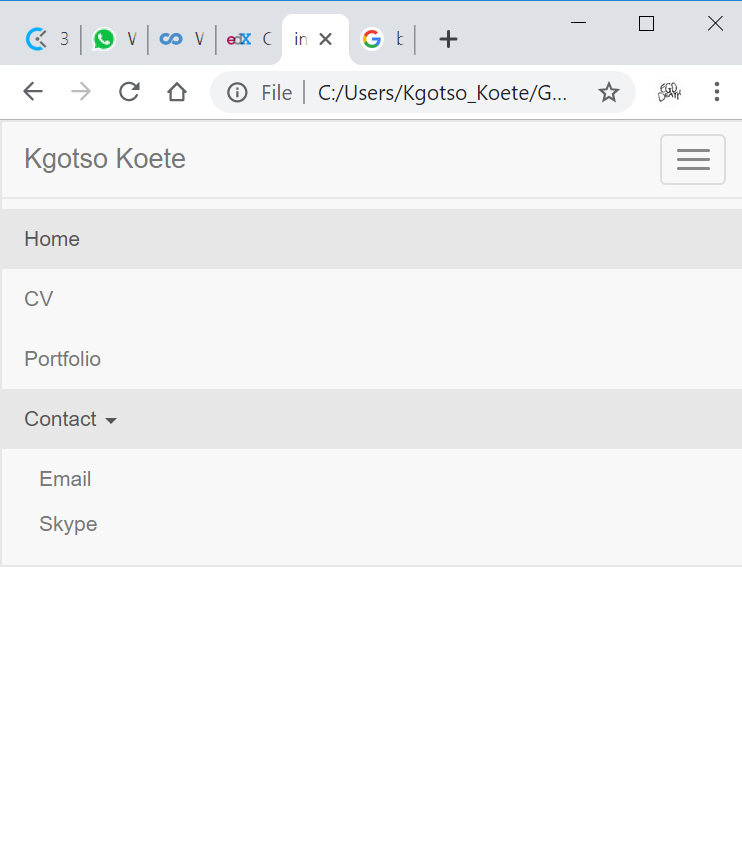 3 W W edX C in b
File C:/Users/Kgotso_Koete/G...
Kgotso Koete
Home
CV
Portfolio
Contact
Email
Skype